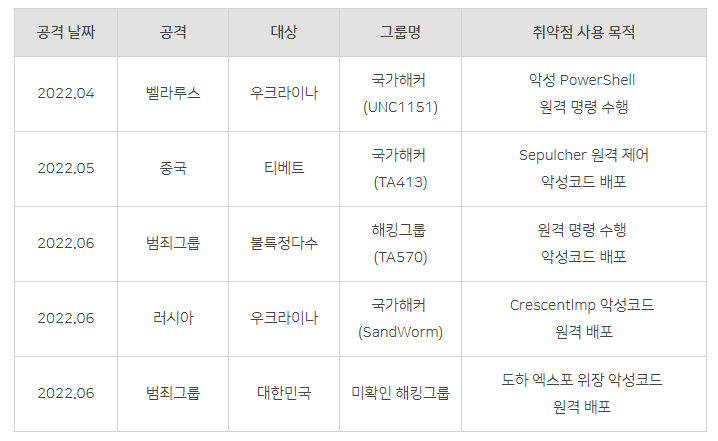 공격 날짜 공격 대상 그룹명 취약점 사용 목적
2022.04 벨라루스 우크라이나 국가해커 (UNC1151) 악성 PowerShell 원격 명령 수행
2022.05 중국 티베트 국가해커 (TA413) Sepulcher 원격 제어 악성코드 배포
2022.06 범죄그룹 불특정다수 해킹그룹 (TA570) 원격 명령 수행 악성코드 배포
2022.06 러시아 우크라이나 국가해커 (SandWorm) CrescentImp 악성코드 원격 배포
2022.06 범죄그룹 대한민국 미확인 해킹그룹 도하 엑스포 위장 악성코드 원격 배포